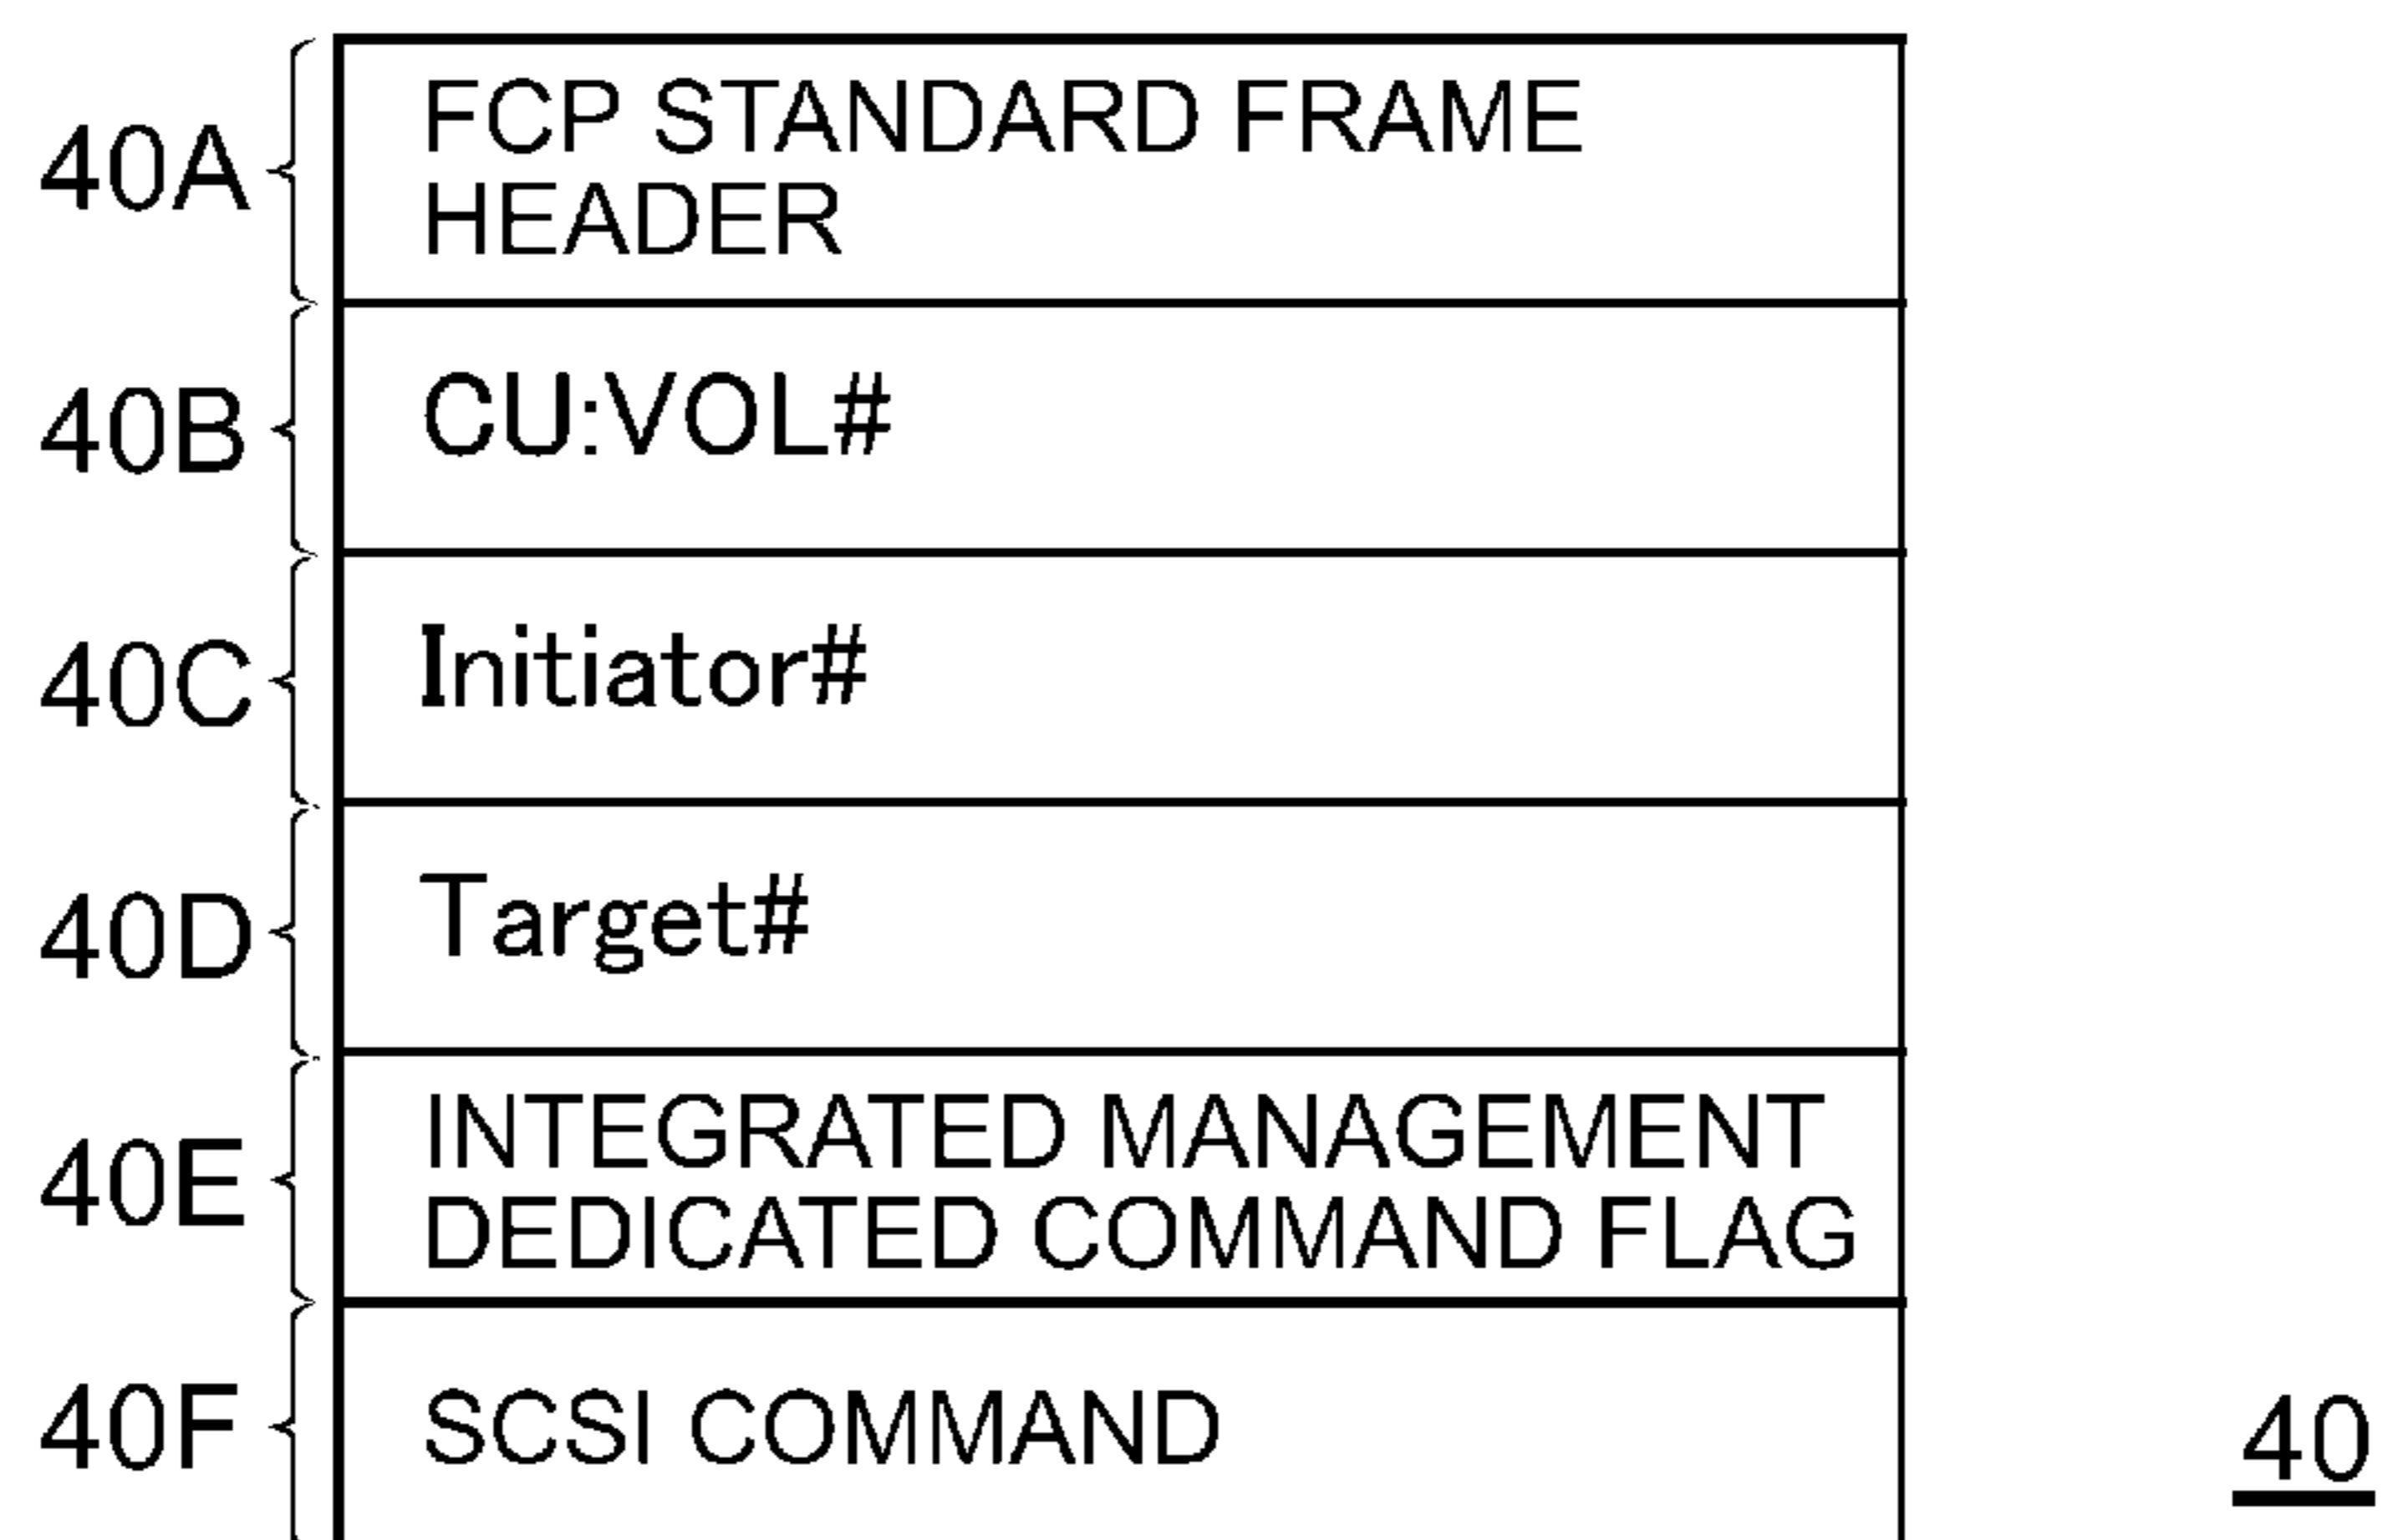 40A FCP STANDARD FRAME
HEADER
40B CU:VOL#
40C Initiator#
40D Target#
40E INTEGRATED MANAGEMENT
DEDICATED COMMAND FLAG
40F SCSI COMMAND
40